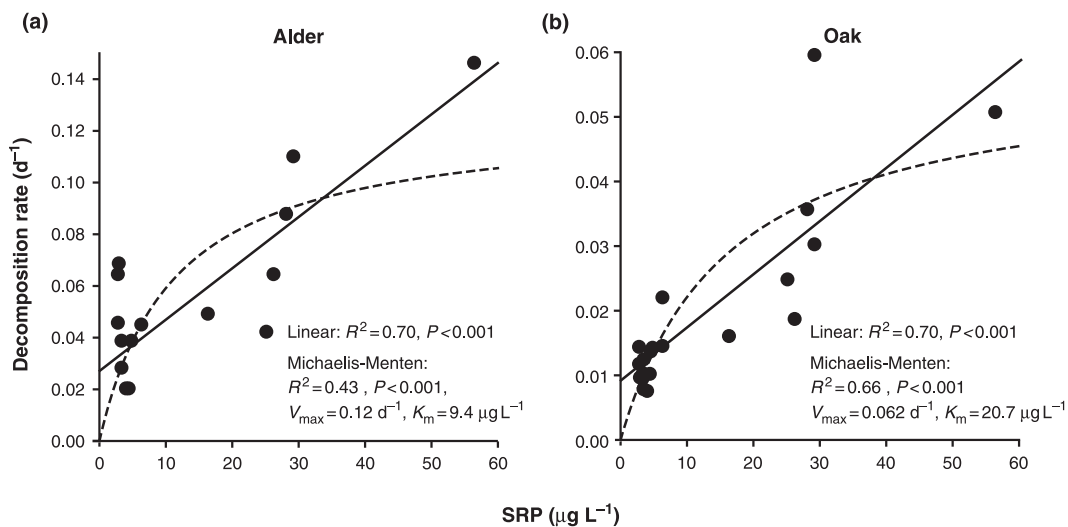 (a)
Alder
Decomposition rate (d⁻¹)
0.14
0.12
0.10
0.08
0.06
0.04
0.02
0.00
0
10
20
30
40
50
60
Linear: R²=0.70, P<0.001
Michaelis-Menten:
R²=0.43 , P<0.001,
Vmax=0.12 d⁻¹, Km=9.4 µg L⁻¹
(b)
Oak
0.06
0.05
0.04
0.03
0.02
0.01
0.00
0
10
20
30
40
50
60
Linear: R²=0.70, P<0.001
Michaelis-Menten:
R²=0.66 , P<0.001
Vmax=0.062 d⁻¹, Km=20.7 µg L⁻¹
SRP (µg L⁻¹)